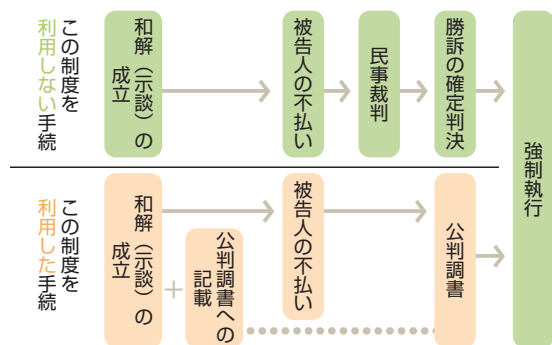 この制度を
利用しない手続
和解（示談）の
成立
被告人の不払い
民事裁判
勝訴の確定判決
強制執行
この制度を
利用した手続
和解（示談）の
成立
+
公判調書への
記載
被告人の不払い
公判調書